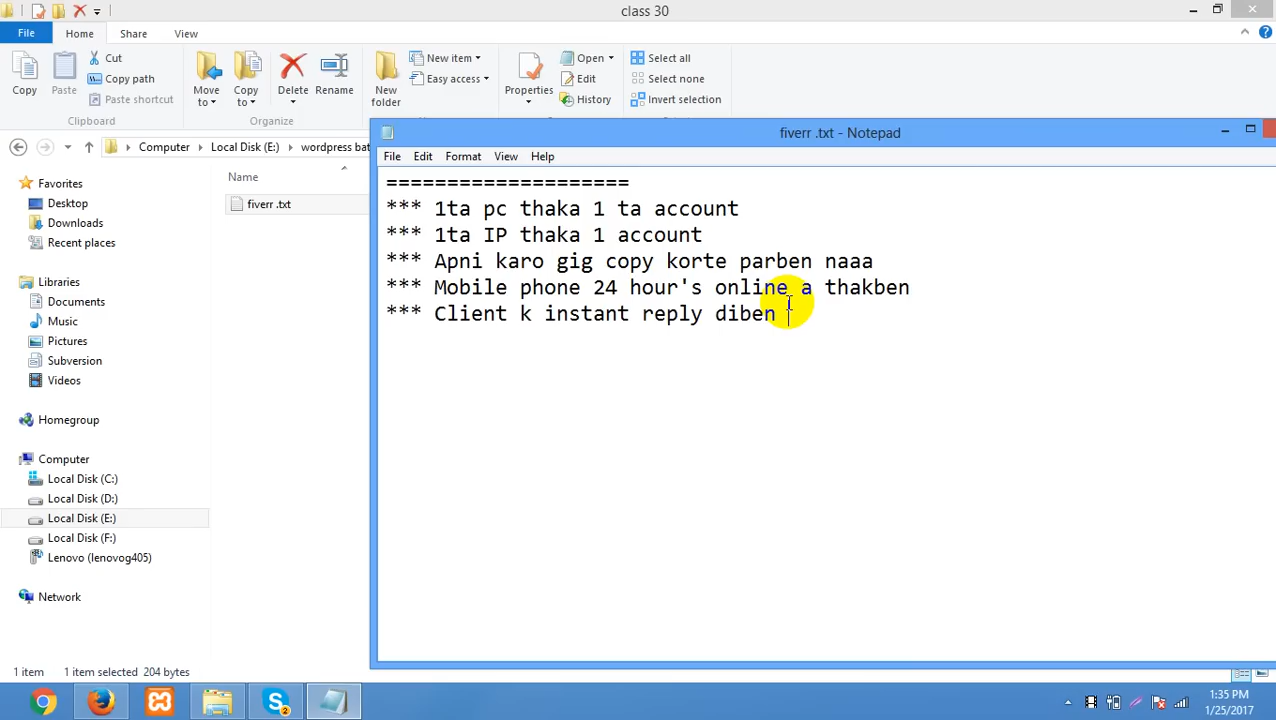 class 30
File Home Share View
Copy
Paste
Cut
Copy path
Paste shortcut
Clipboard
Move to
Copy to
Delete
Rename
Organize
New folder
New item
Easy access
Properties
Open
Edit
History
Select all
Select none
Invert selection
Computer Local Disk (E:) wordpress bat
Favorites
Desktop
Downloads
Recent places
Libraries
Documents
Music
Pictures
Subversion
Videos
Homegroup
Computer
Local Disk (C:)
Local Disk (D:)
Local Disk (E:)
Local Disk (F:)
Lenovo (lenovog405)
Network
Name
fiverr .txt
fiverr .txt - Notepad
File Edit Format View Help
====================
*** 1ta pc thaka 1 ta account
*** 1ta IP thaka 1 account
*** Apni karo gig copy korte parben naaa
*** Mobile phone 24 hour's online a thakben
*** Client k instant reply diben
1 item 1 item selected 204 bytes
2
1:35 PM
1/25/2017